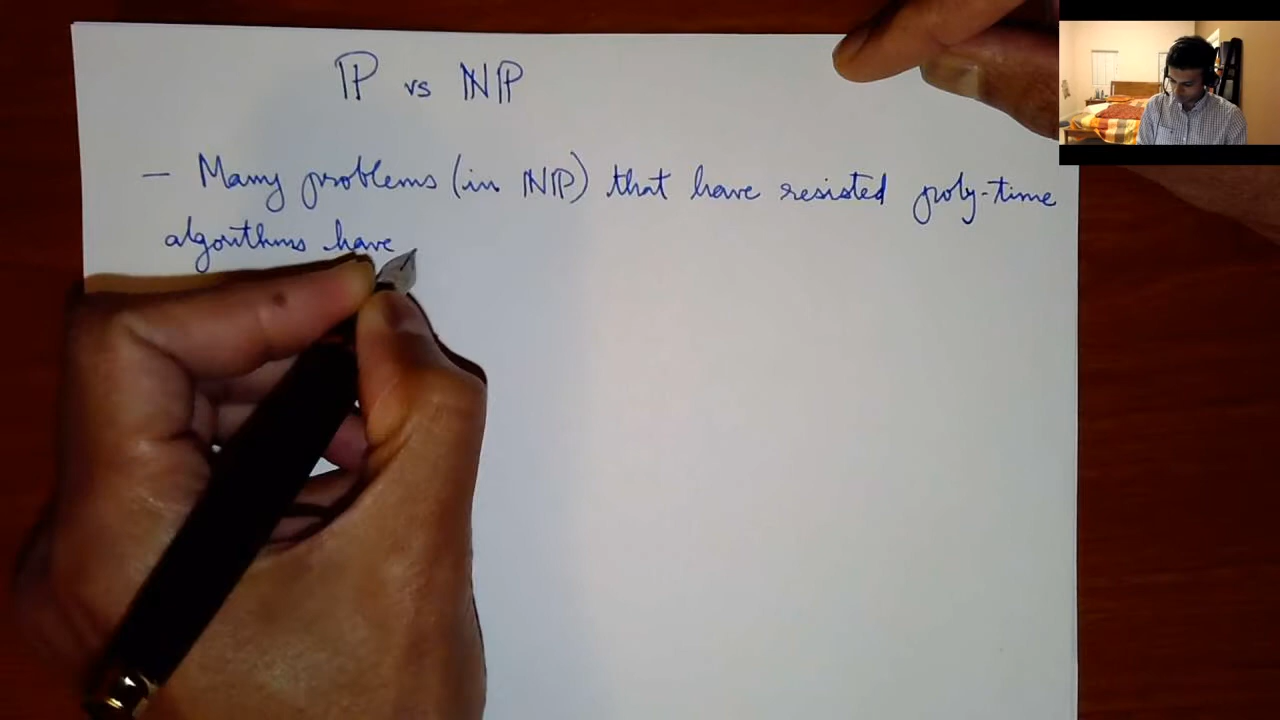 P vs NP
- Many problems (in NP) that have resisted poly-time
algorithms have